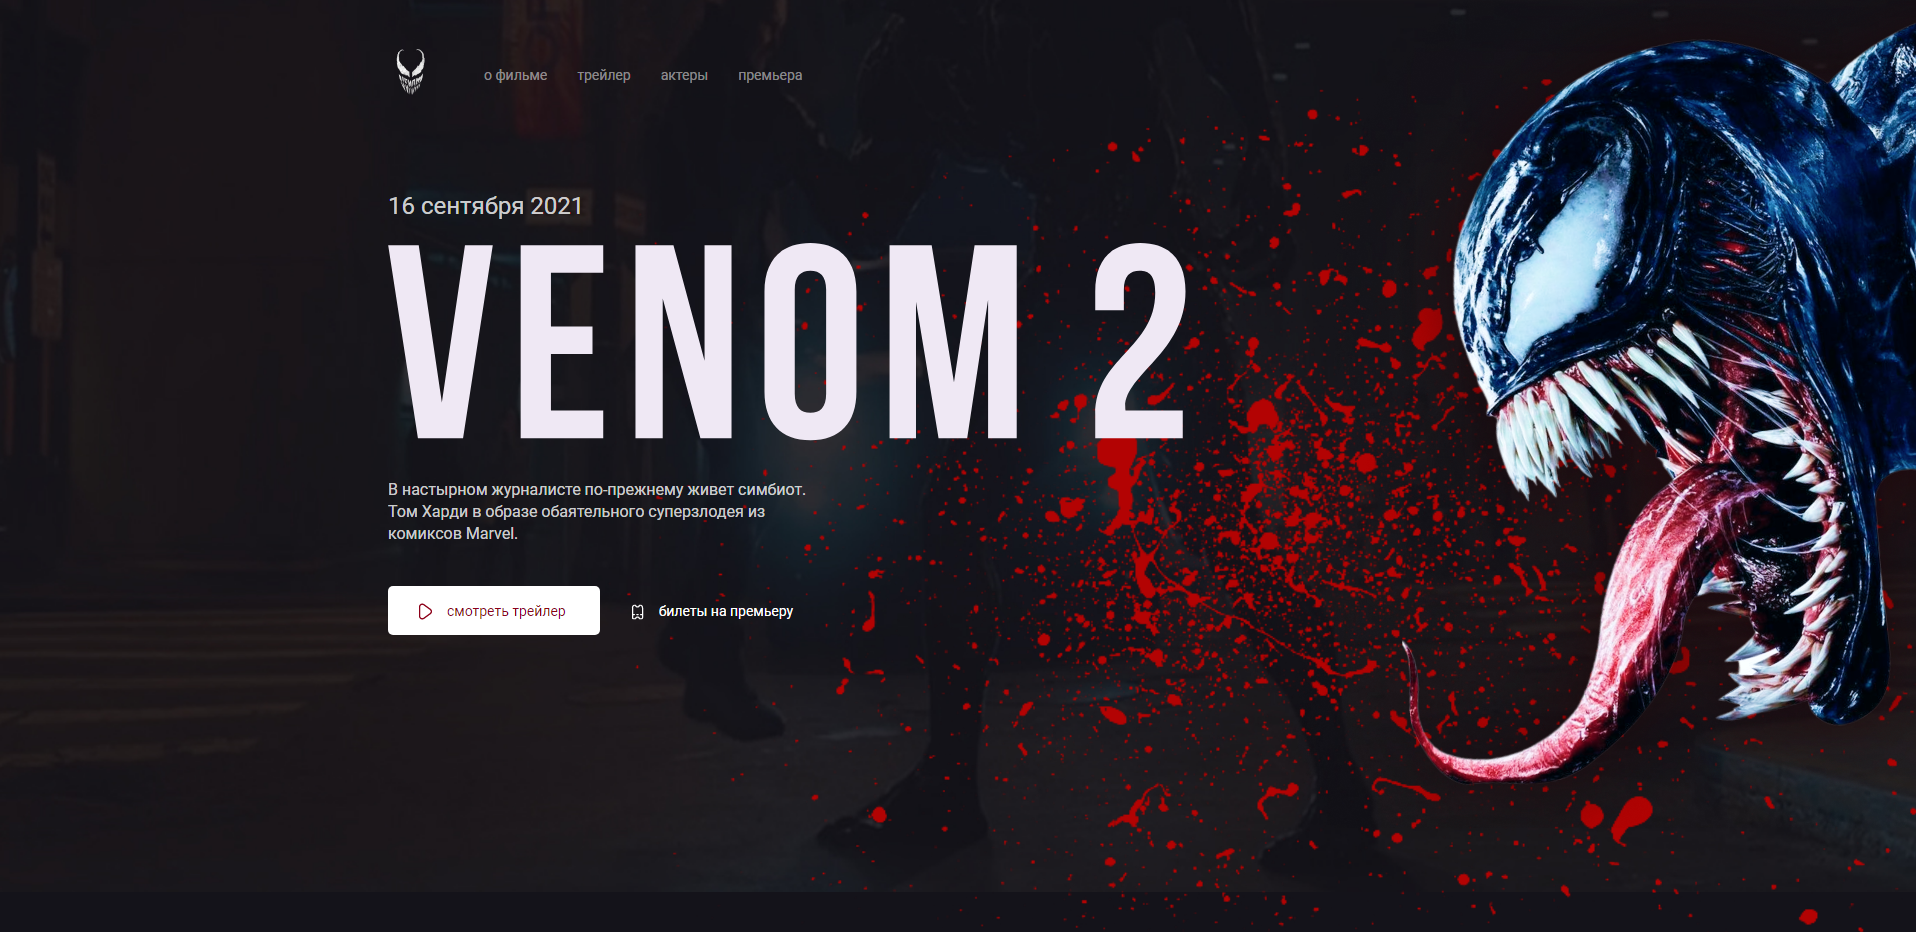 о фильме трейлер актеры премьера
16 сентября 2021
VENOM 2
В настырном журналисте по-прежнему живет симбиот.
Том Харди в образе обаятельного суперзлодея из
комиксов Marvel.
смотреть трейлер билеты на премьеру